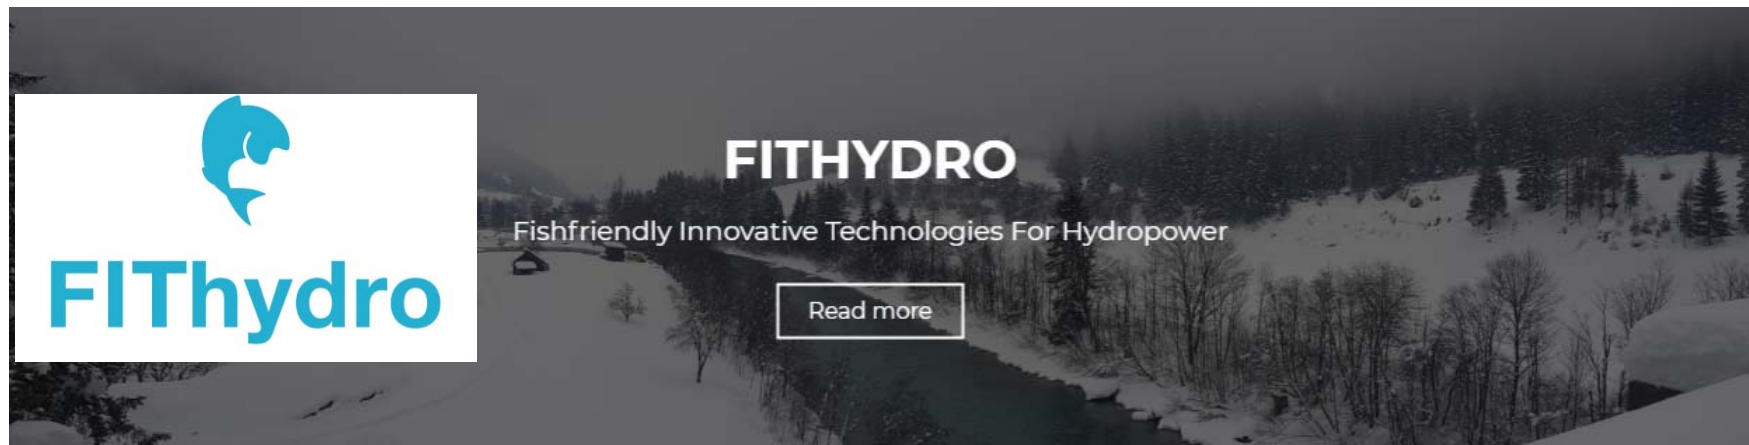 FIThydro
FITHYDRO
Fishfriendly Innovative Technologies For Hydropower
Read more